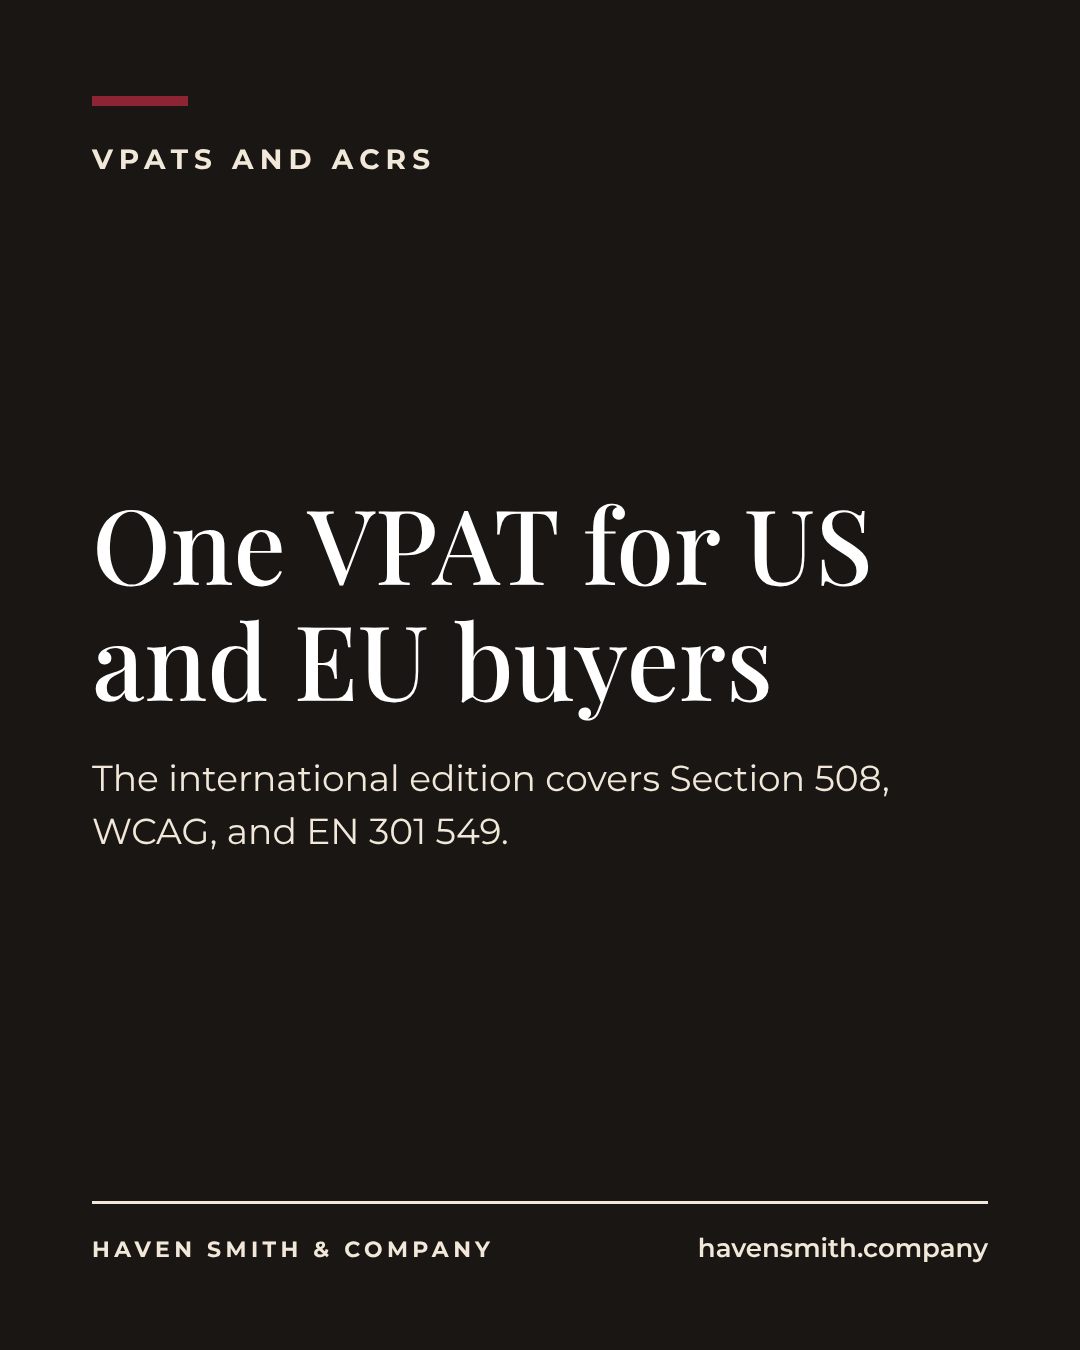 VPATS AND ACRS
One VPAT for US
and EU buyers
The international edition covers Section 508,
WCAG, and EN 301 549.
HAVEN SMITH & COMPANY
havensmith.company